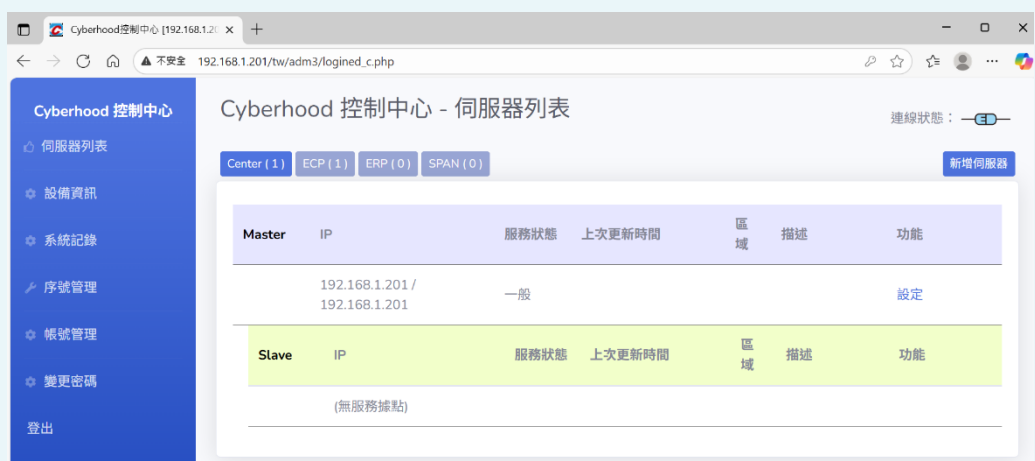 Cyberhood控制中心 [192.168.1.20
不安全 192.168.1.201/tw/adm3/logined_c.php
Cyberhood 控制中心
伺服器列表
設備資訊
系統記錄
序號管理
帳號管理
變更密碼
登出
Cyberhood 控制中心 - 伺服器列表
連線狀態：
Center ( 1 ) ECP ( 1 ) ERP ( 0 ) SPAN ( 0 ) 新增伺服器
Master IP 服務狀態 上次更新時間 區域 描述 功能
192.168.1.201 /
192.168.1.201
一般 設定
Slave IP 服務狀態 上次更新時間 區域 描述 功能
(無服務據點)